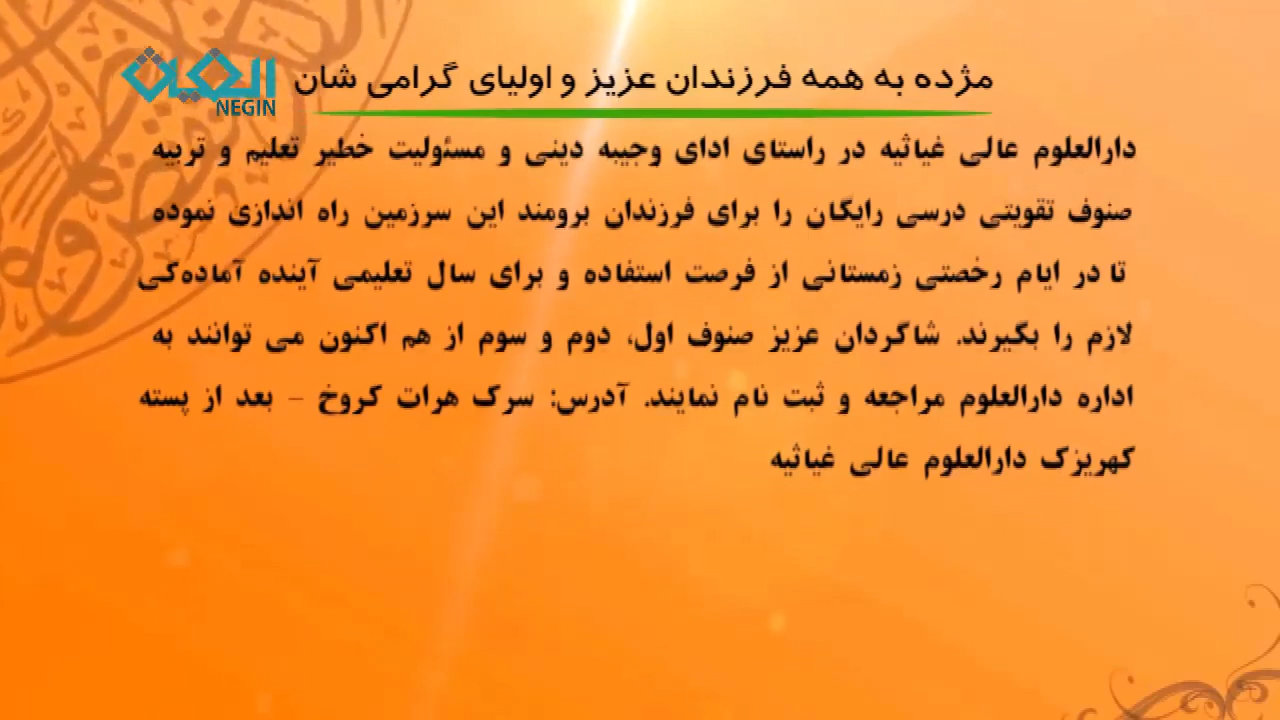 مژده به همه فرزندان عزیز و اولیای گرامی شان
NEGIN
دارالعلوم عالی غیاثیه در راستای ادای وجیبه دینی و مسئولیت خطیر تعلیم و تربیه
صنوف تقویتی درسی رایگان را برای فرزندان برومند این سرزمین راه اندازی نموده
تا در ایام رخصتی زمستانی از فرصت استفاده و برای سال تعلیمی آینده آماده‌گی
لازم را بگیرند. شاگردان عزیز صنوف اول، دوم و سوم از هم اکنون می توانند به
اداره دارالعلوم مراجعه و ثبت نام نمایند. آدرس: سرک هرات کروخ – بعد از پسته
کهریزک دارالعلوم عالی غیاثیه